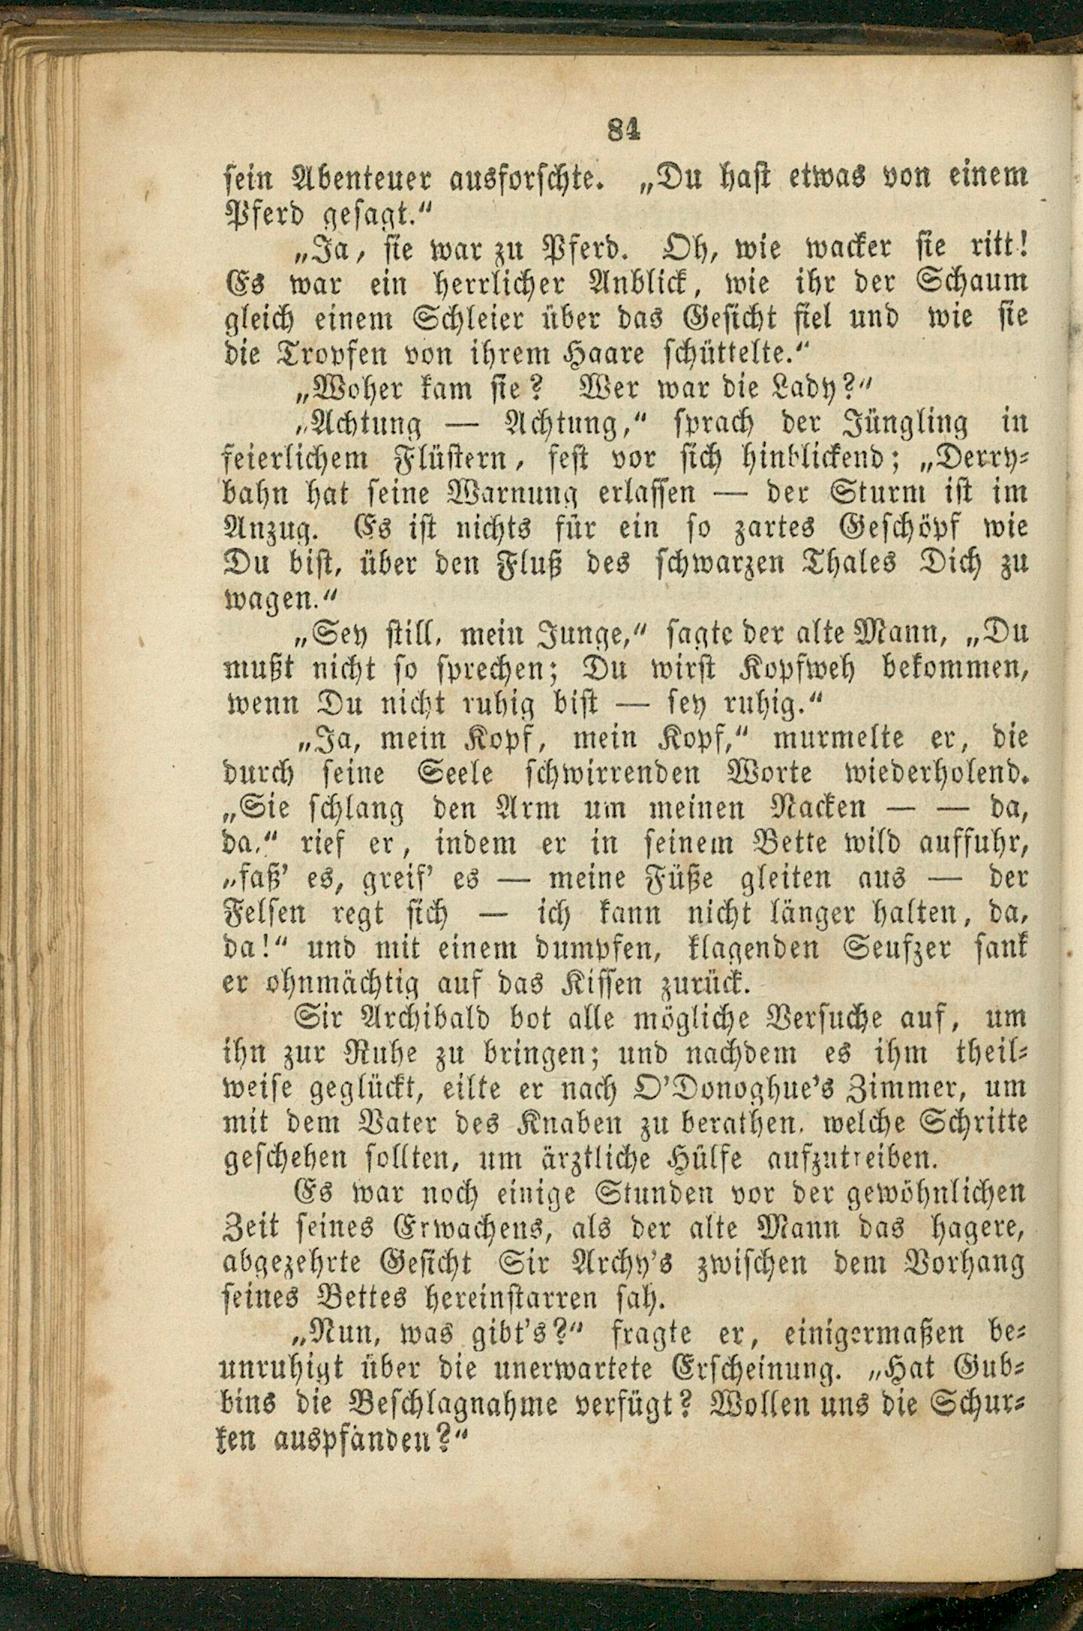 84
sein Abenteuer ausforschte. „Du hast etwas von einem
Pferd gesagt.“
„Ja, sie war zu Pferd. Oh, wie wacker sie ritt!
Es war ein herrlicher Anblick, wie ihr der Schaum
gleich einem Schleier über das Gesicht fiel und wie sie
die Tropfen von ihrem Haare schüttelte.“
„Woher kam sie? Wer war die Lady?“
„Achtung — Achtung,“ sprach der Jüngling in
feierlichem Flüstern, fest vor sich hinblickend; „Derry-
bahn hat seine Warnung erlassen — der Sturm ist im
Anzug. Es ist nichts für ein so zartes Geschöpf wie
Du bist, über den Fluß des schwarzen Thales Dich zu
wagen.“
„Sey still, mein Junge,“ sagte der alte Mann, „Du
mußt nicht so sprechen; Du wirst Kopfweh bekommen,
wenn Du nicht ruhig bist — sey ruhig.“
„Ja, mein Kopf, mein Kopf,“ murmelte er, die
durch seine Seele schwirrenden Worte wiederholend.
„Sie schlang den Arm um meinen Nacken — — da,
da,“ rief er, indem er in seinem Bette wild auffuhr,
„faß’ es, greif’ es — meine Füße gleiten aus — der
Felsen regt sich — ich kann nicht länger halten, da,
da!“ und mit einem dumpfen, klagenden Seufzer sank
er ohnmächtig auf das Kissen zurück.
Sir Archibald bot alle mögliche Versuche auf, um
ihn zur Ruhe zu bringen; und nachdem es ihm theil-
weise geglückt, eilte er nach O’Donoghue’s Zimmer, um
mit dem Vater des Knaben zu berathen, welche Schritte
geschehen sollten, um ärztliche Hülfe aufzutreiben.
Es war noch einige Stunden vor der gewöhnlichen
Zeit seines Erwachens, als der alte Mann das hagere,
abgezehrte Gesicht Sir Archy’s zwischen dem Vorhang
seines Bettes hereinstarren sah.
„Nun, was gibt’s?“ fragte er, einigermaßen be-
unruhigt über die unerwartete Erscheinung. „Hat Gub-
bins die Beschlagnahme verfügt? Wollen uns die Schur-
ken auspfänden?“